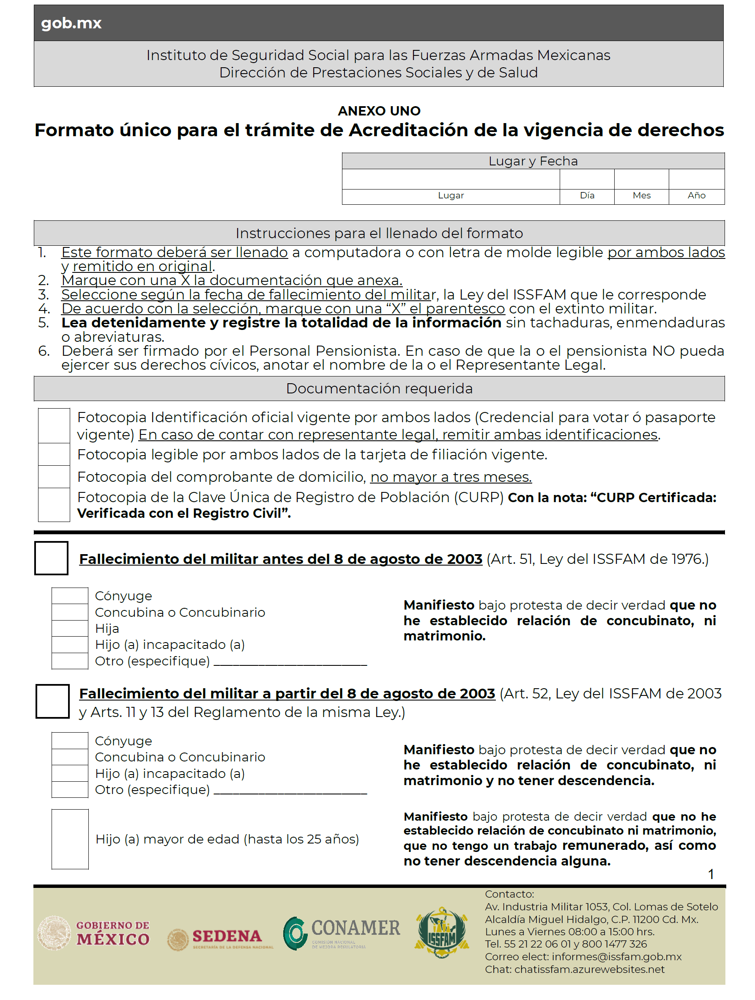 gob.mx
Instituto de Seguridad Social para las Fuerzas Armadas Mexicanas
Dirección de Prestaciones Sociales y de Salud
ANEXO UNO
Formato único para el trámite de Acreditación de la vigencia de derechos
Lugar y Fecha
Lugar Día Mes Año
Instrucciones para el llenado del formato
1. Este formato deberá ser llenado a computadora o con letra de molde legible por ambos lados
y remitido en original.
2. Marque con una X la documentación que anexa.
3. Seleccione según la fecha de fallecimiento del militar, la Ley del ISSFAM que le corresponde
4. De acuerdo con la selección, marque con una “X” el parentesco con el extinto militar.
5. Lea detenidamente y registre la totalidad de la información sin tachaduras, enmendaduras
o abreviaturas.
6. Deberá ser firmado por el Personal Pensionista. En caso de que la o el pensionista NO pueda
ejercer sus derechos cívicos, anotar el nombre de la o el Representante Legal.
Documentación requerida
Fotocopia Identificación oficial vigente por ambos lados (Credencial para votar ó pasaporte
vigente) En caso de contar con representante legal, remitir ambas identificaciones.
Fotocopia legible por ambos lados de la tarjeta de filiación vigente.
Fotocopia del comprobante de domicilio, no mayor a tres meses.
Fotocopia de la Clave Única de Registro de Población (CURP) Con la nota: “CURP Certificada:
Verificada con el Registro Civil”.
Fallecimiento del militar antes del 8 de agosto de 2003 (Art. 51, Ley del ISSFAM de 1976.)
Cónyuge
Concubina o Concubinario
Hija
Hijo (a) incapacitado (a)
Otro (especifique) ________________________
Manifiesto bajo protesta de decir verdad que no
he establecido relación de concubinato, ni
matrimonio.
Fallecimiento del militar a partir del 8 de agosto de 2003 (Art. 52, Ley del ISSFAM de 2003
y Arts. 11 y 13 del Reglamento de la misma Ley.)
Cónyuge
Concubina o Concubinario
Hijo (a) incapacitado (a)
Otro (especifique) ________________________
Manifiesto bajo protesta de decir verdad que no
he establecido relación de concubinato, ni
matrimonio y no tener descendencia.
Hijo (a) mayor de edad (hasta los 25 años)
Manifiesto bajo protesta de decir verdad que no he
establecido relación de concubinato ni matrimonio,
que no tengo un trabajo remunerado, así como
no tener descendencia alguna.
1
GOBIERNO DE
MÉXICO
SEDENA
SECRETARÍA DE LA DEFENSA NACIONAL
CONAMER
COMISIÓN NACIONAL
DE MEJORA REGULATORIA
ISSFAM
Contacto:
Av. Industria Militar 1053, Col. Lomas de Sotelo
Alcaldía Miguel Hidalgo, C.P. 11200 Cd. Mx.
Lunes a Viernes 08:00 a 15:00 hrs.
Tel. 55 21 22 06 01 y 800 1477 326
Correo elect: informes@issfam.gob.mx
Chat: chatissfam.azurewebsites.net